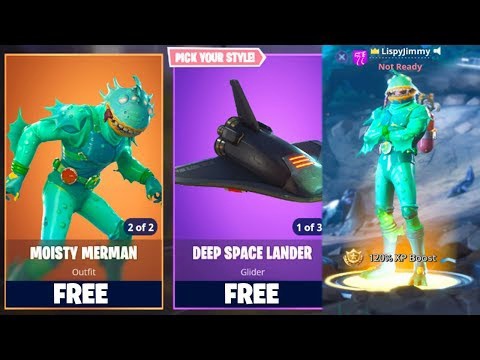 PICK YOUR STYLE!
LispyJimmy
Not Ready
2 of 2
1 of 3
MOISTY MERMAN
DEEP SPACE LANDER
Outfit
Glider
120% XP Boost
FREE
FREE